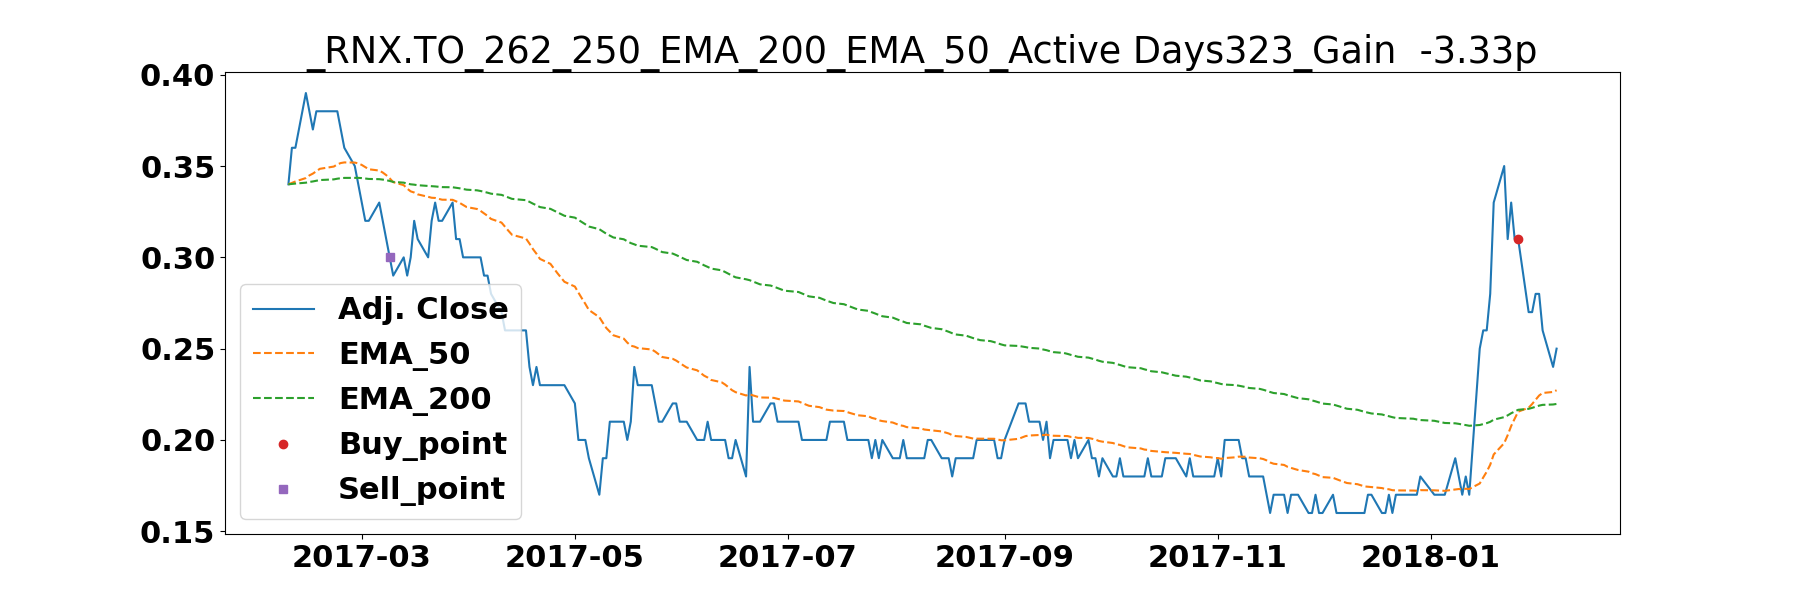 _RNX.TO_262_250_EMA_200_EMA_50_Active Days323_Gain  -3.33p
0.40
0.35
0.30
0.25
0.20
0.15
Adj. Close
EMA_50
EMA_200
Buy_point
Sell_point
2017-03 2017-05 2017-07 2017-09 2017-11 2018-01